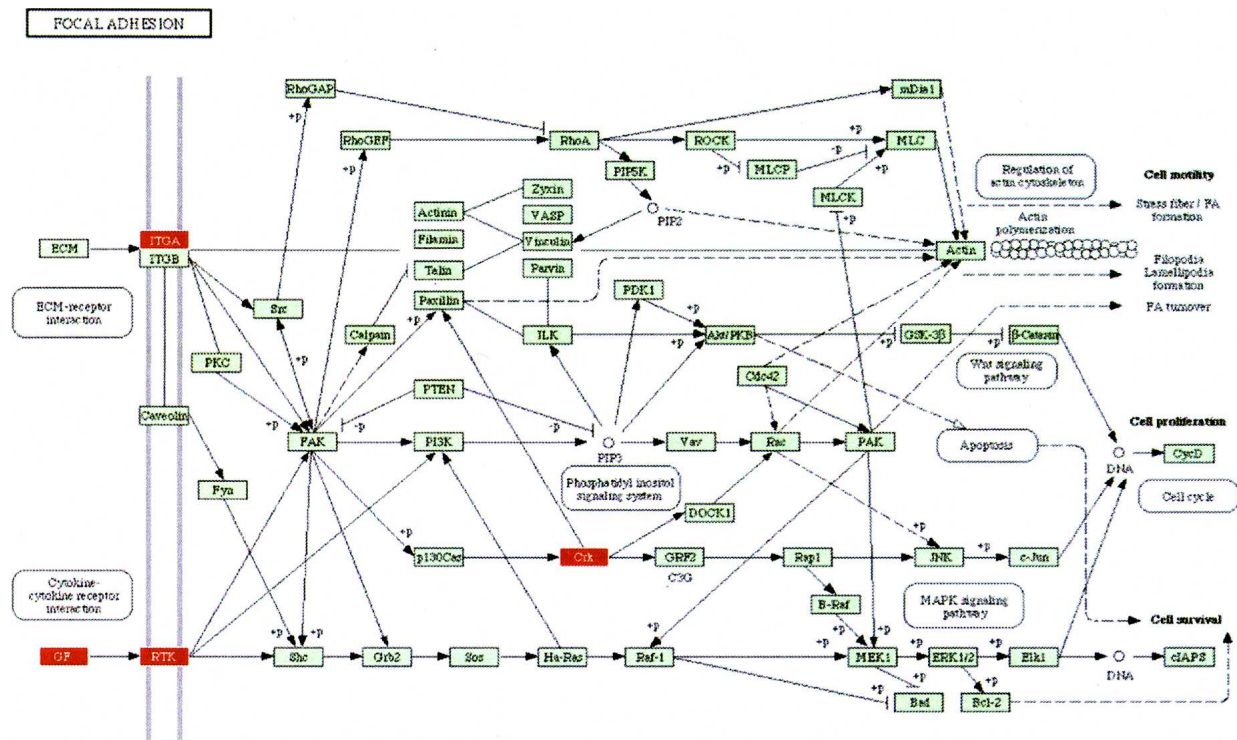 FOCAL ADHESION
RhoGAP
mDia1
+p
RhoGEF
RhoA
ROCK
+p
MLC
+p
+p
-p
MLCP
PIP5K
+p
MLCK
Regulation of
actin cytoskeleton
Cell motility
Zyxin
Actinin
VASP
PIP2
+p
Stress fiber / FA
formation
Actin
polymerization
ECM
ITGA
ITGB
Filamin
Vinculin
Actin
Talin
Parvin
Filopodia
Lamellipodia
formation
ECM-receptor
interaction
Src
Paxillin
PDK1
FA turnover
+p
+p
Calpain
ILK
+p
Akt/PKB
+p
GSK-3β
+p
β-Catenin
+p
PKC
Wnt signaling
pathway
PTEN
Cdc42
Caveolin
+p
-p
-p
FAK
PI3K
PIP3
Vav
Rac
PAK
Apoptosis
Cell proliferation
DNA
CycD
Fyn
Phosphatidyl inositol
signaling system
Cell cycle
DOCK1
+p
+p
+p
p130Cas
Crk
GRF2
C3G
Rap1
JNK
c-Jun
Cytokine-
cytokine receptor
interaction
B-Raf
MAPK signaling
pathway
+p
Cell survival
+p
+p
+p
+p
+p
+p
+p
GF
RTK
Shc
Grb2
Sos
Ha-Ras
Raf-1
MEK1
ERK1/2
Elk1
DNA
cIAPS
+p
+p
Bad
Bcl-2